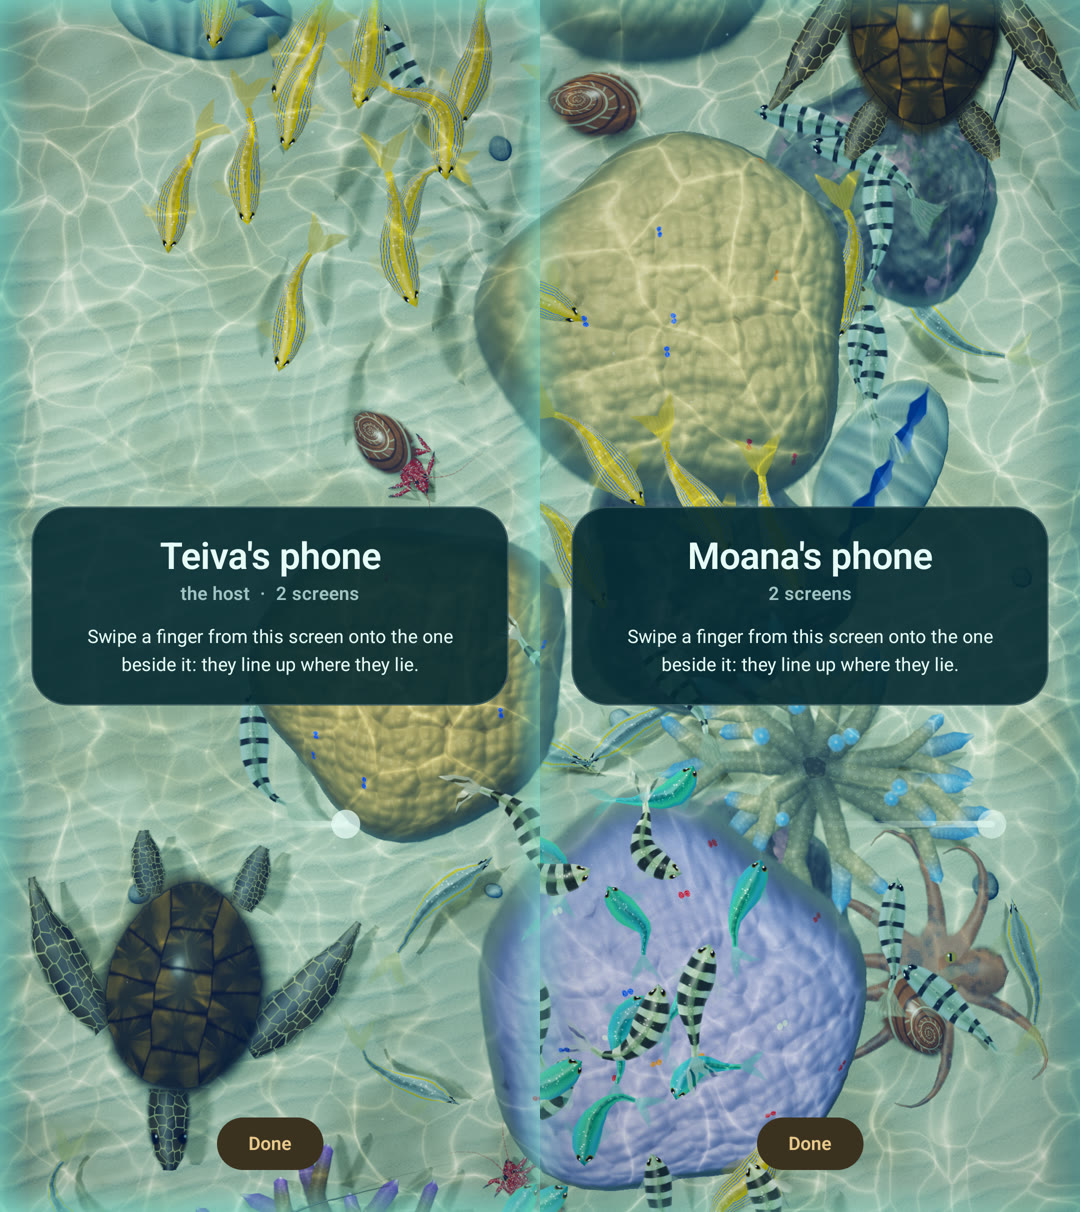 Teiva's phone
the host · 2 screens
Swipe a finger from this screen onto the one
beside it: they line up where they lie.
Done
Moana's phone
2 screens
Swipe a finger from this screen onto the one
beside it: they line up where they lie.
Done